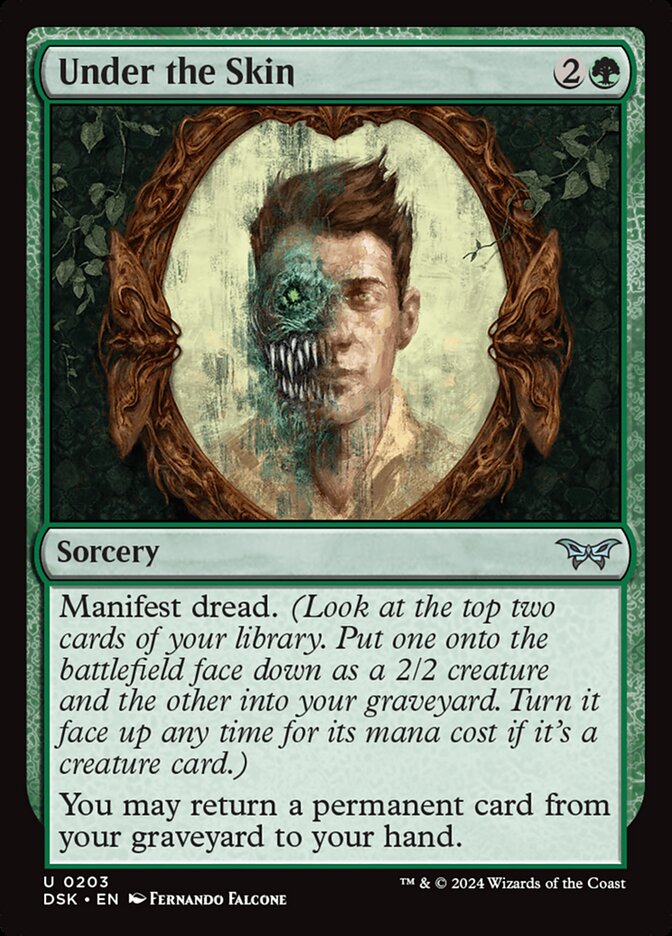 Under the Skin 2
Sorcery
Manifest dread. (Look at the top two
cards of your library. Put one onto the
battlefield face down as a 2/2 creature
and the other into your graveyard. Turn it
face up any time for its mana cost if it’s a
creature card.)
You may return a permanent card from
your graveyard to your hand.
U 0203
DSK • EN FERNANDO FALCONE
™ & © 2024 Wizards of the Coast